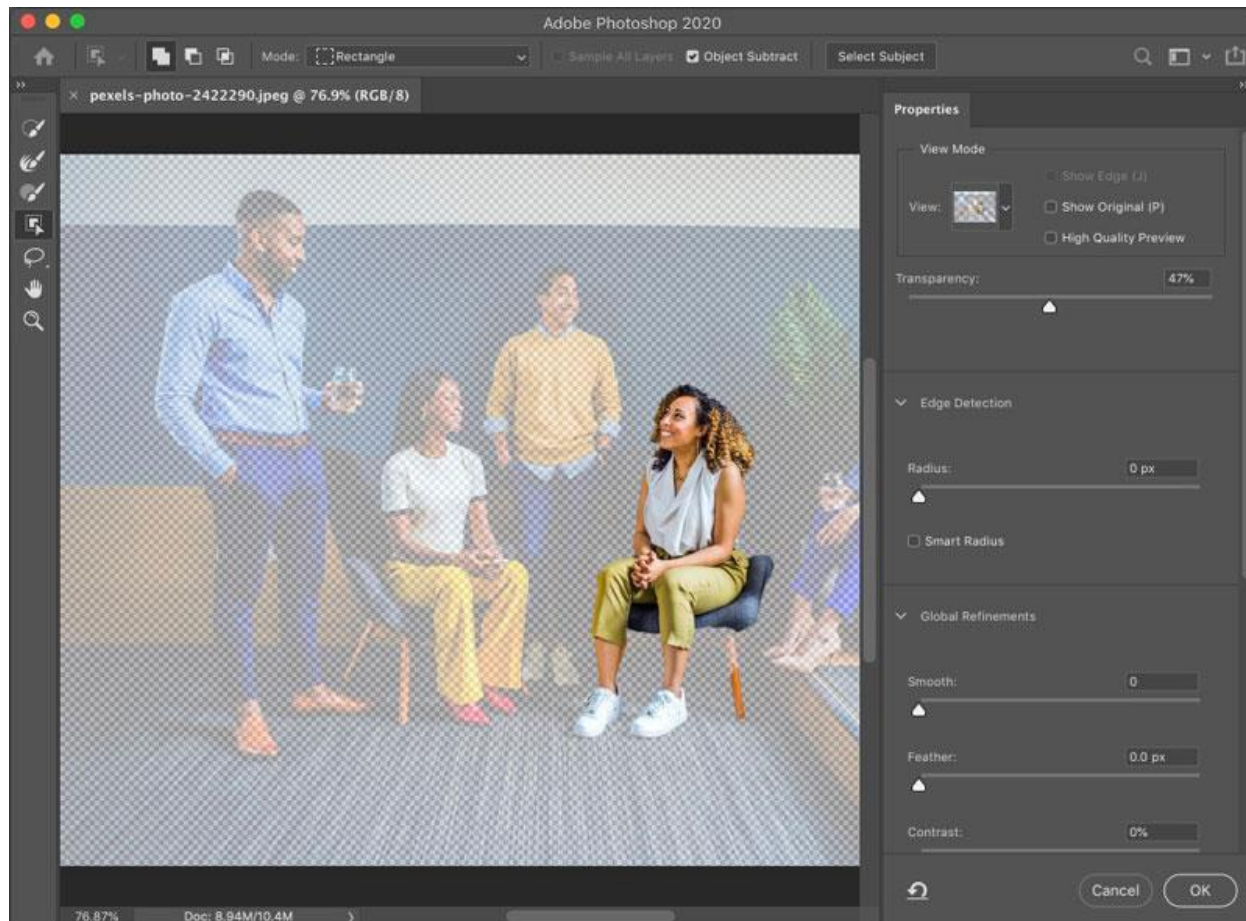 Adobe Photoshop 2020
Mode: Rectangle Sample All Layers Object Subtract Select Subject
× pexels-photo-2422290.jpeg @ 76.9% (RGB/8)
Properties
View Mode
Show Edge (J)
View: Show Original (P)
High Quality Preview
Transparency: 47%
Edge Detection
Radius: 0 px
Smart Radius
Global Refinements
Smooth: 0
Feather: 0.0 px
Contrast: 0%
Cancel OK
76.87% Doc: 8.94M/10.4M